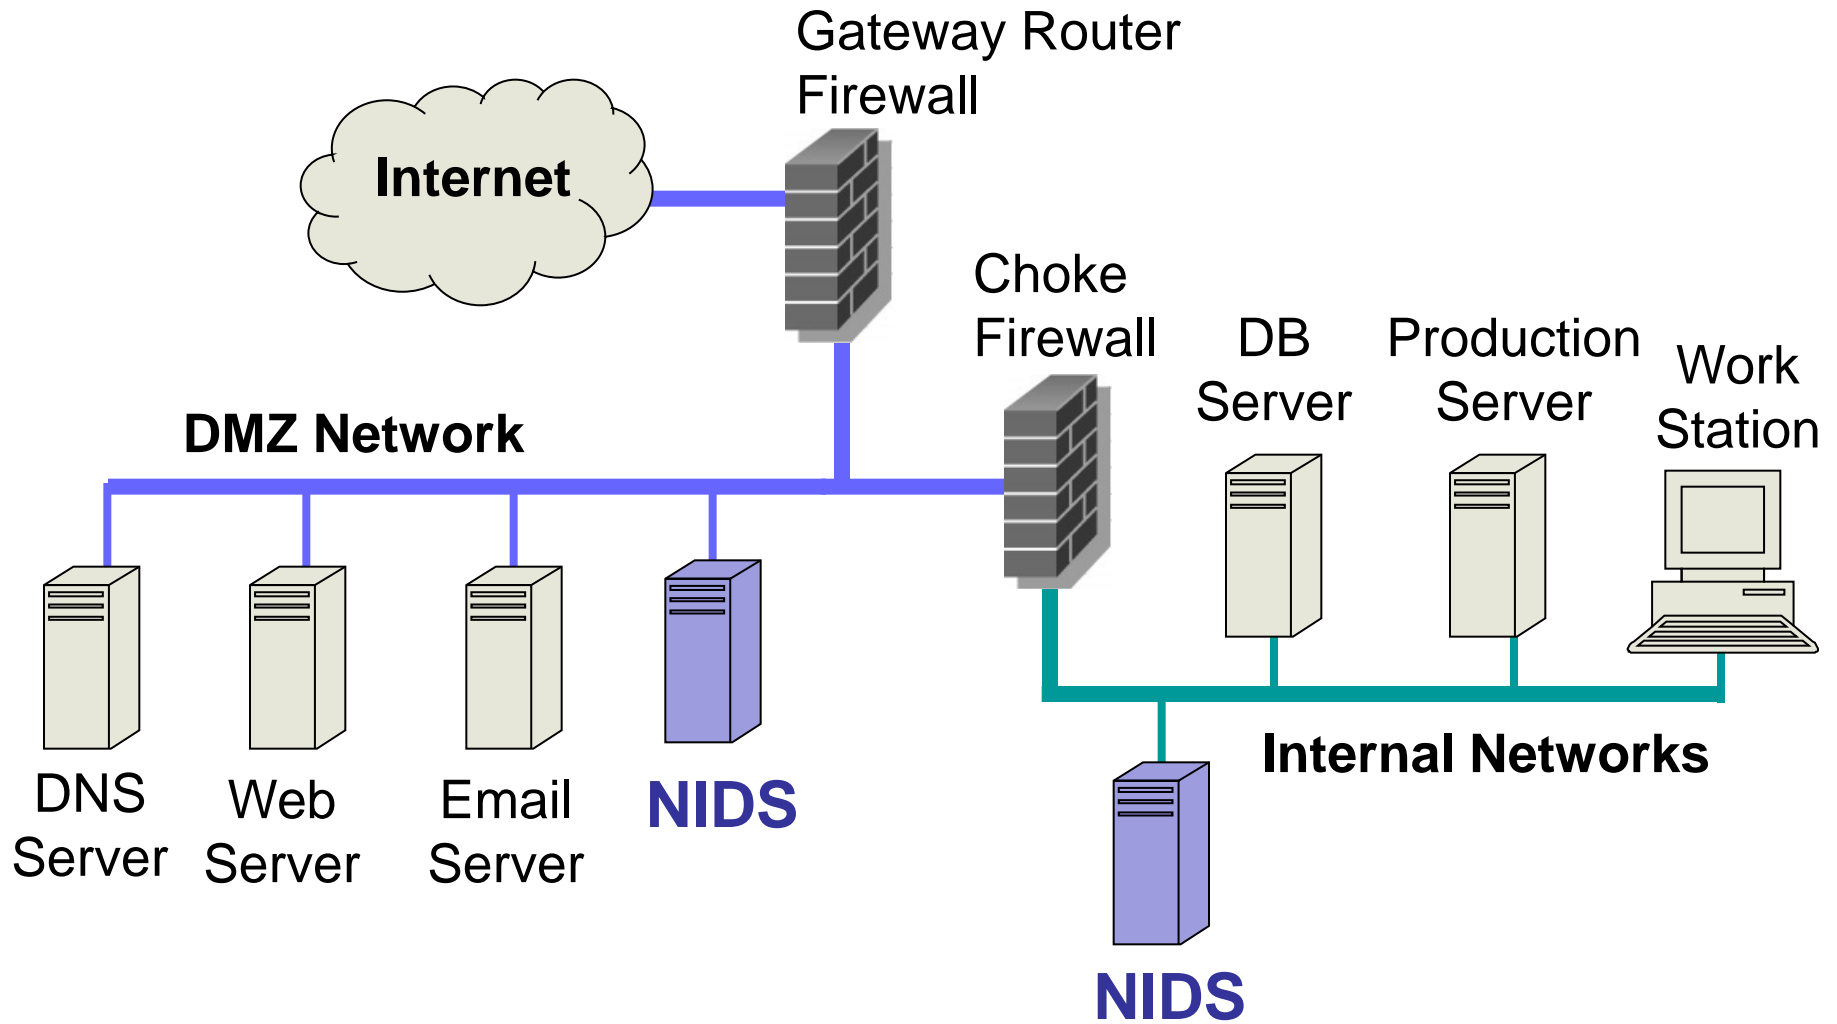 Gateway Router
Firewall
Internet
Choke
Firewall
DB
Server
Production
Server
Work
Station
DMZ Network
DNS
Server
Web
Server
Email
Server
NIDS
Internal Networks
NIDS